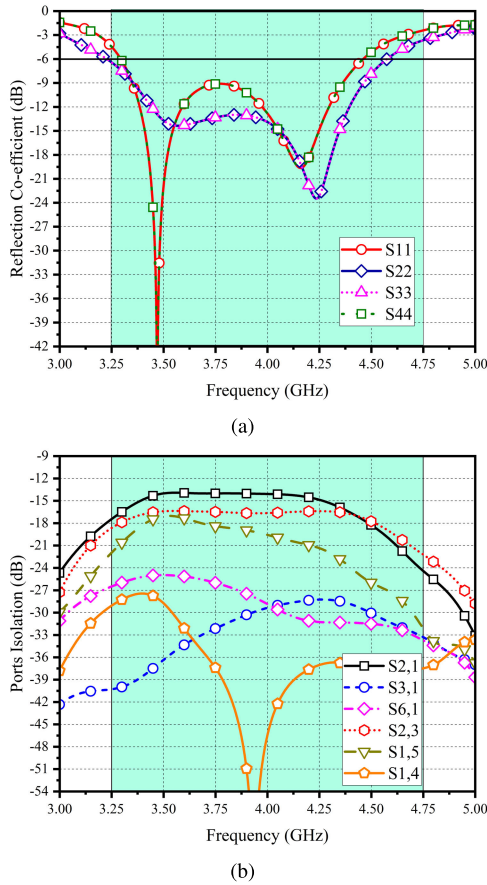 0
-3
-6
-9
-12
-15
-18
-21
-24
-27
-30
-33
-36
-39
-42
Reflection Co-efficient (dB)
S11
S22
S33
S44
3.00 3.25 3.50 3.75 4.00 4.25 4.50 4.75 5.00
Frequency (GHz)
(a)
-9
-12
-15
-18
-21
-24
-27
-30
-33
-36
-39
-42
-45
-48
-51
-54
Ports Isolation (dB)
S2,1
S3,1
S6,1
S2,3
S1,5
S1,4
3.00 3.25 3.50 3.75 4.00 4.25 4.50 4.75 5.00
Frequency (GHz)
(b)